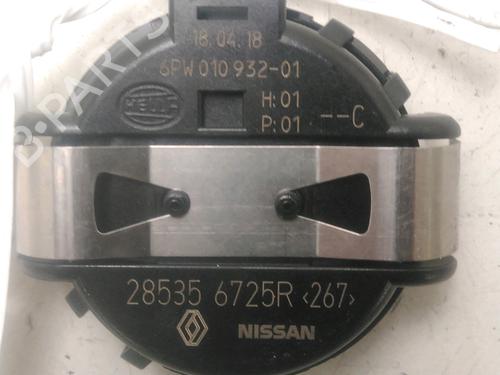 B-PARTS
18.04.18
6PW 010 932-01
HELLA
H:01
P:01
--C
28535 6725R <267>
NISSAN